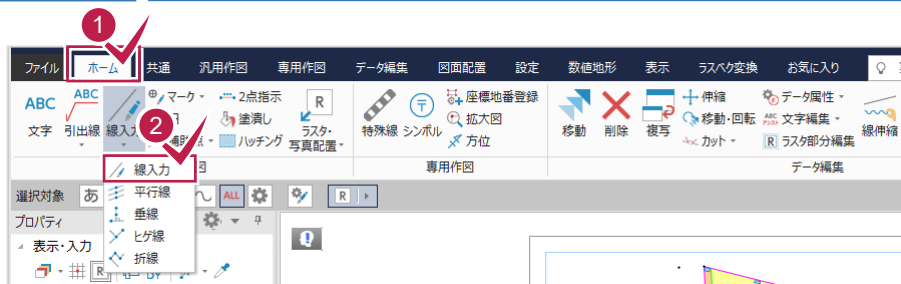 1
ファイル ホーム 共通 汎用作図 専用作図 データ編集 図面配置 設定 数値地形 表示 ラスベク変換 お気に入り
ABC ABC マーク 2点指示 R 座標地番登録 伸縮 データ属性
塗潰し 拡大図 移動・回転 文字編集
文字 引出線 線入力 ハッチング ラスタ・写真配置 特殊線 シンボル 方位 移動 削除 複写 カット R ラスタ部分編集 線伸縮
2
専用作図 データ編集
線入力
選択対象 あ ALL R
平行線
プロパティ
垂線
表示・入力
ヒゲ線
折線
R